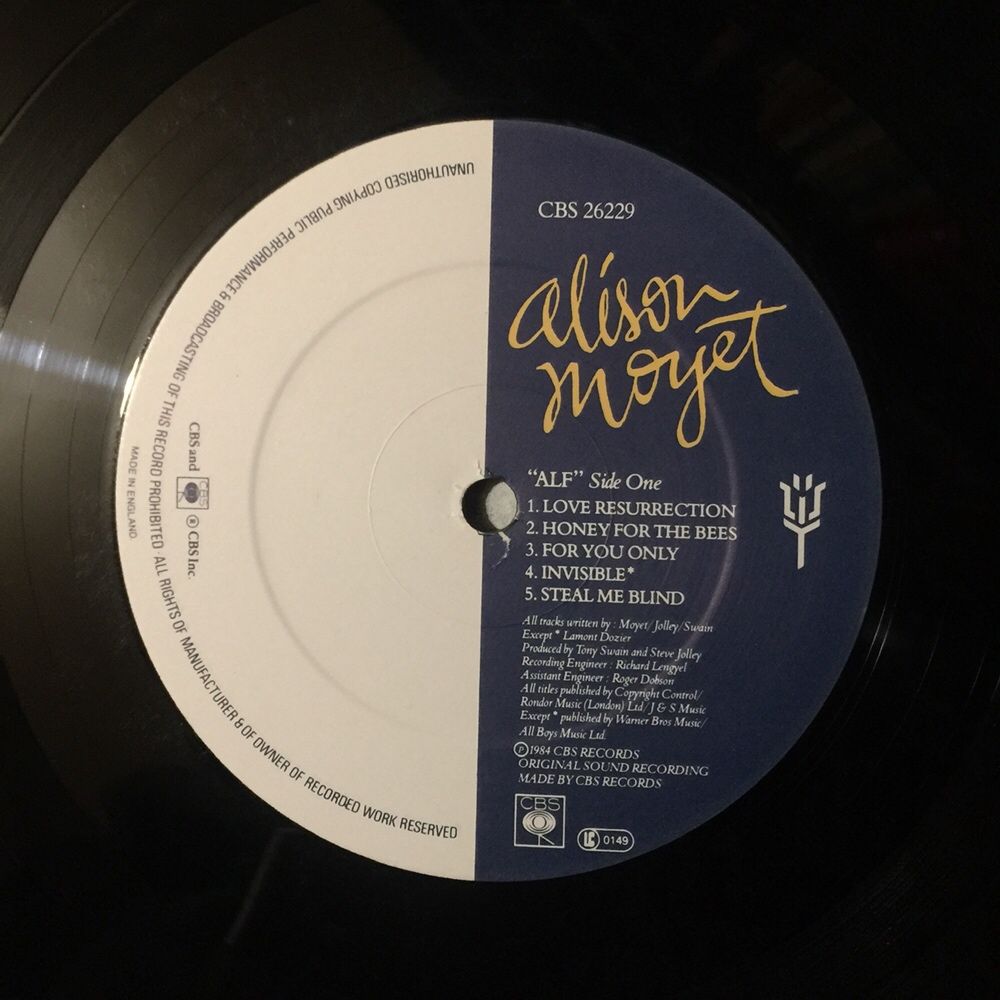 CBS 26229
alison
moyet
"ALF" Side One
1. LOVE RESURRECTION
2. HONEY FOR THE BEES
3. FOR YOU ONLY
4. INVISIBLE*
5. STEAL ME BLIND
All tracks written by : Moyet/Jolley/Swain
Except * Lamont Dozier
Produced by Tony Swain and Steve Jolley
Recording Engineer : Richard Lengyel
Assistant Engineer : Roger Dobson
All titles published by Copyright Control/
Rondor Music (London) Ltd/J & S Music
Except * published by Warner Bros Music/
All Boys Music Ltd.
Ⓟ1984 CBS RECORDS
ORIGINAL SOUND RECORDING
MADE BY CBS RECORDS
CBS
LC 0149
UNAUTHORISED COPYING PUBLIC PERFORMANCE & BROADCASTING OF THIS RECORD PROHIBITED · ALL RIGHTS OF MANUFACTURER & OF OWNER OF RECORDED WORK RESERVED
CBS and CBS ® CBS Inc.
MADE IN ENGLAND